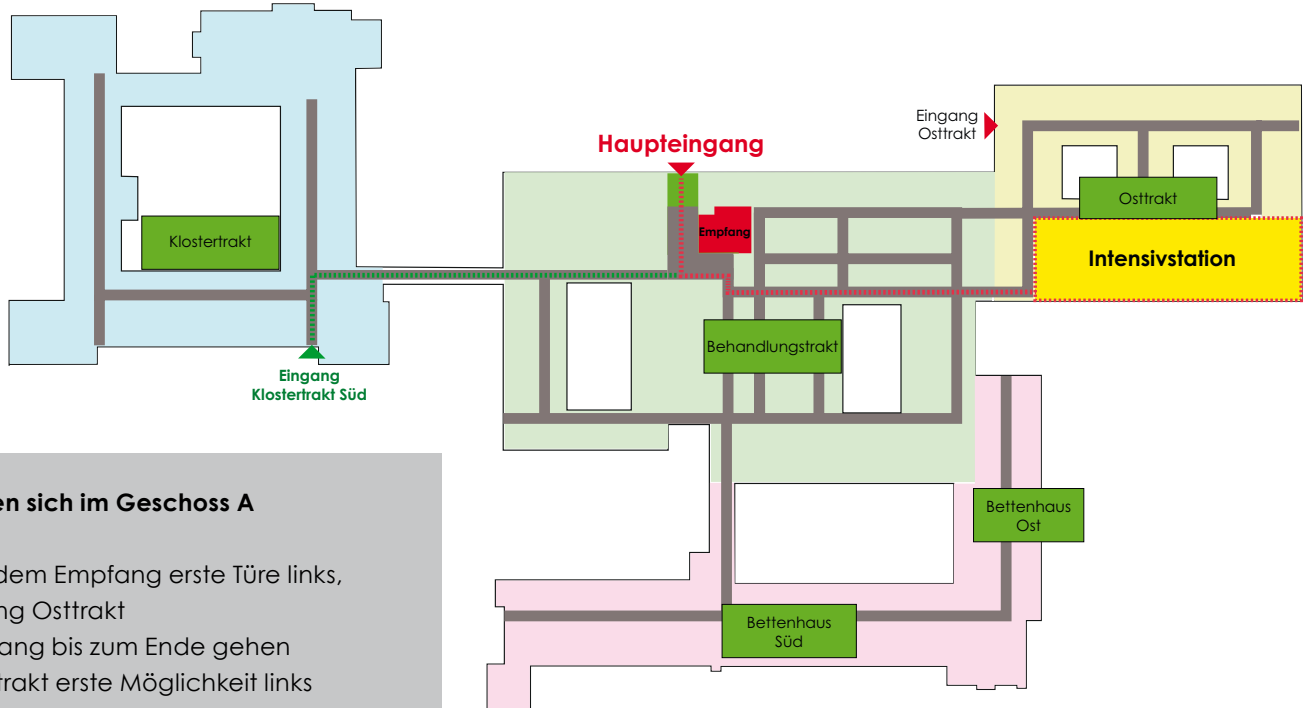 Eingang
Osttrakt
Haupteingang
Osttrakt
Empfang
Klostertrakt
Intensivstation
Behandlungstrakt
Eingang
Klostertrakt Süd
en sich im Geschoss A
Bettenhaus
Ost
dem Empfang erste Türe links,
ng Osttrakt
ang bis zum Ende gehen
trakt erste Möglichkeit links
Bettenhaus
Süd